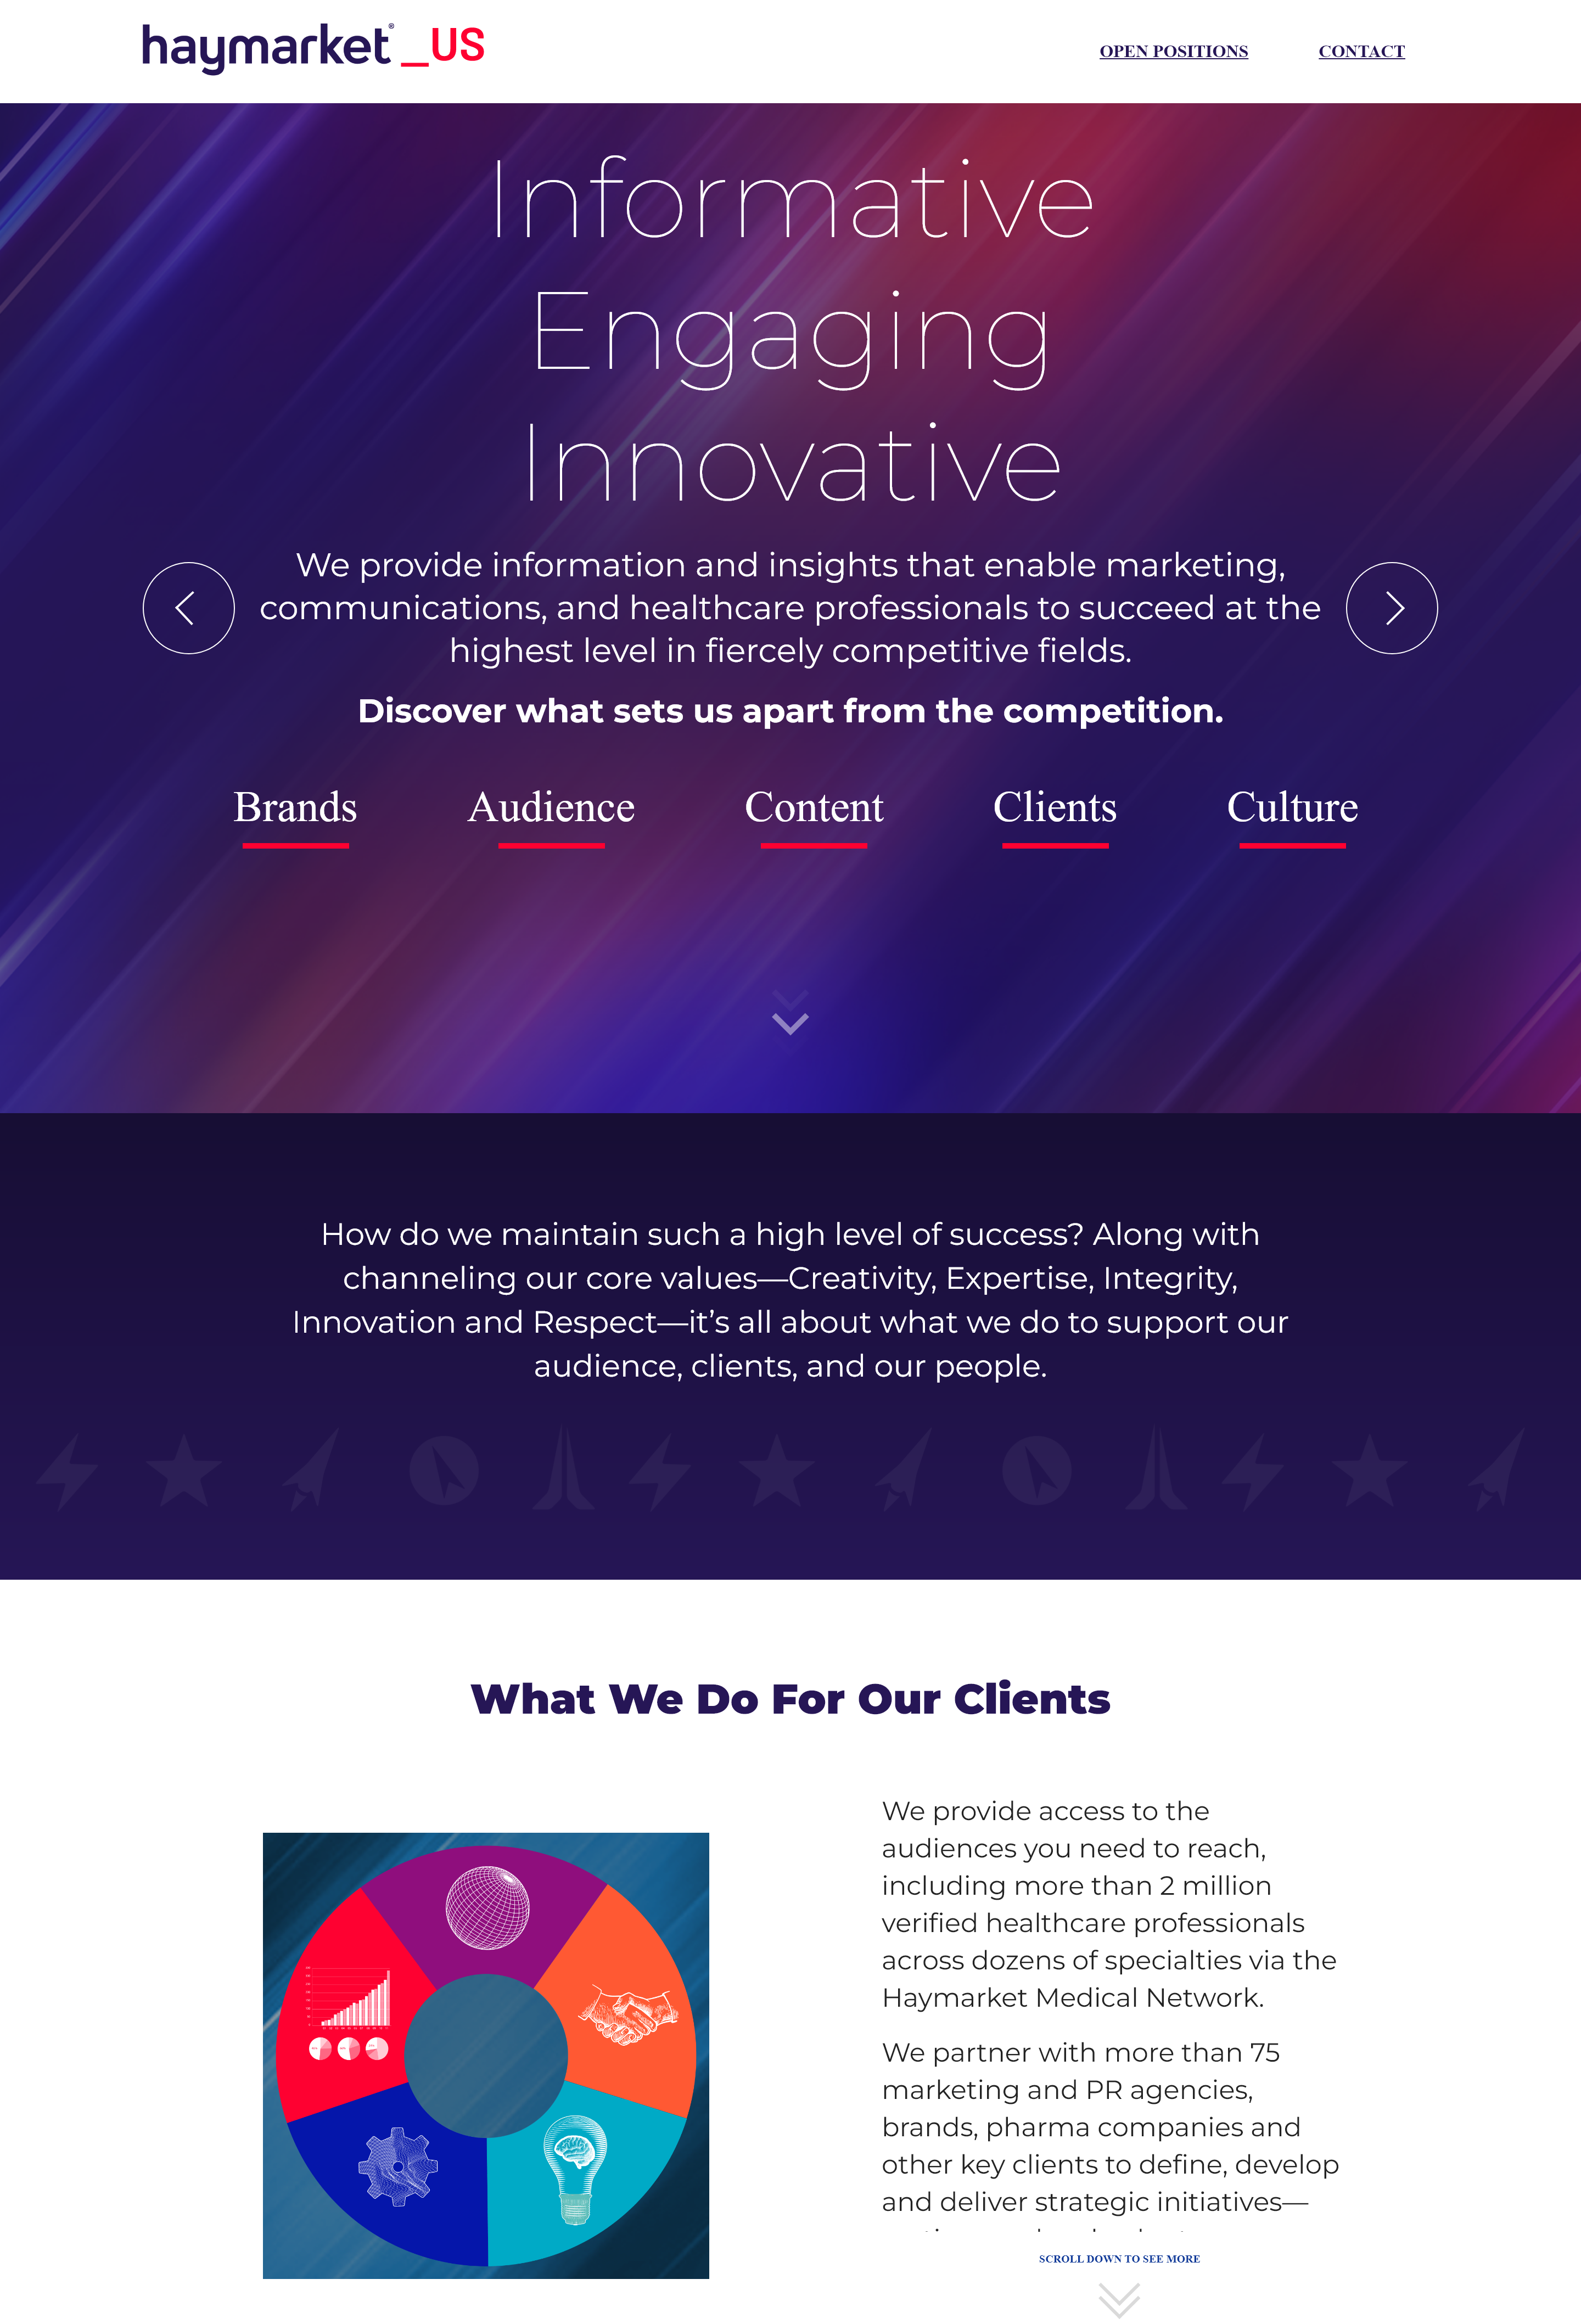 haymarket® _US
OPEN POSITIONS
CONTACT
Informative
Engaging
Innovative
We provide information and insights that enable marketing,
communications, and healthcare professionals to succeed at the
highest level in fiercely competitive fields.
Discover what sets us apart from the competition.
Brands
Audience
Content
Clients
Culture
How do we maintain such a high level of success? Along with
channeling our core values—Creativity, Expertise, Integrity,
Innovation and Respect—it’s all about what we do to support our
audience, clients, and our people.
What We Do For Our Clients
We provide access to the
audiences you need to reach,
including more than 2 million
verified healthcare professionals
across dozens of specialties via the
Haymarket Medical Network.
We partner with more than 75
marketing and PR agencies,
brands, pharma companies and
other key clients to define, develop
and deliver strategic initiatives—
SCROLL DOWN TO SEE MORE